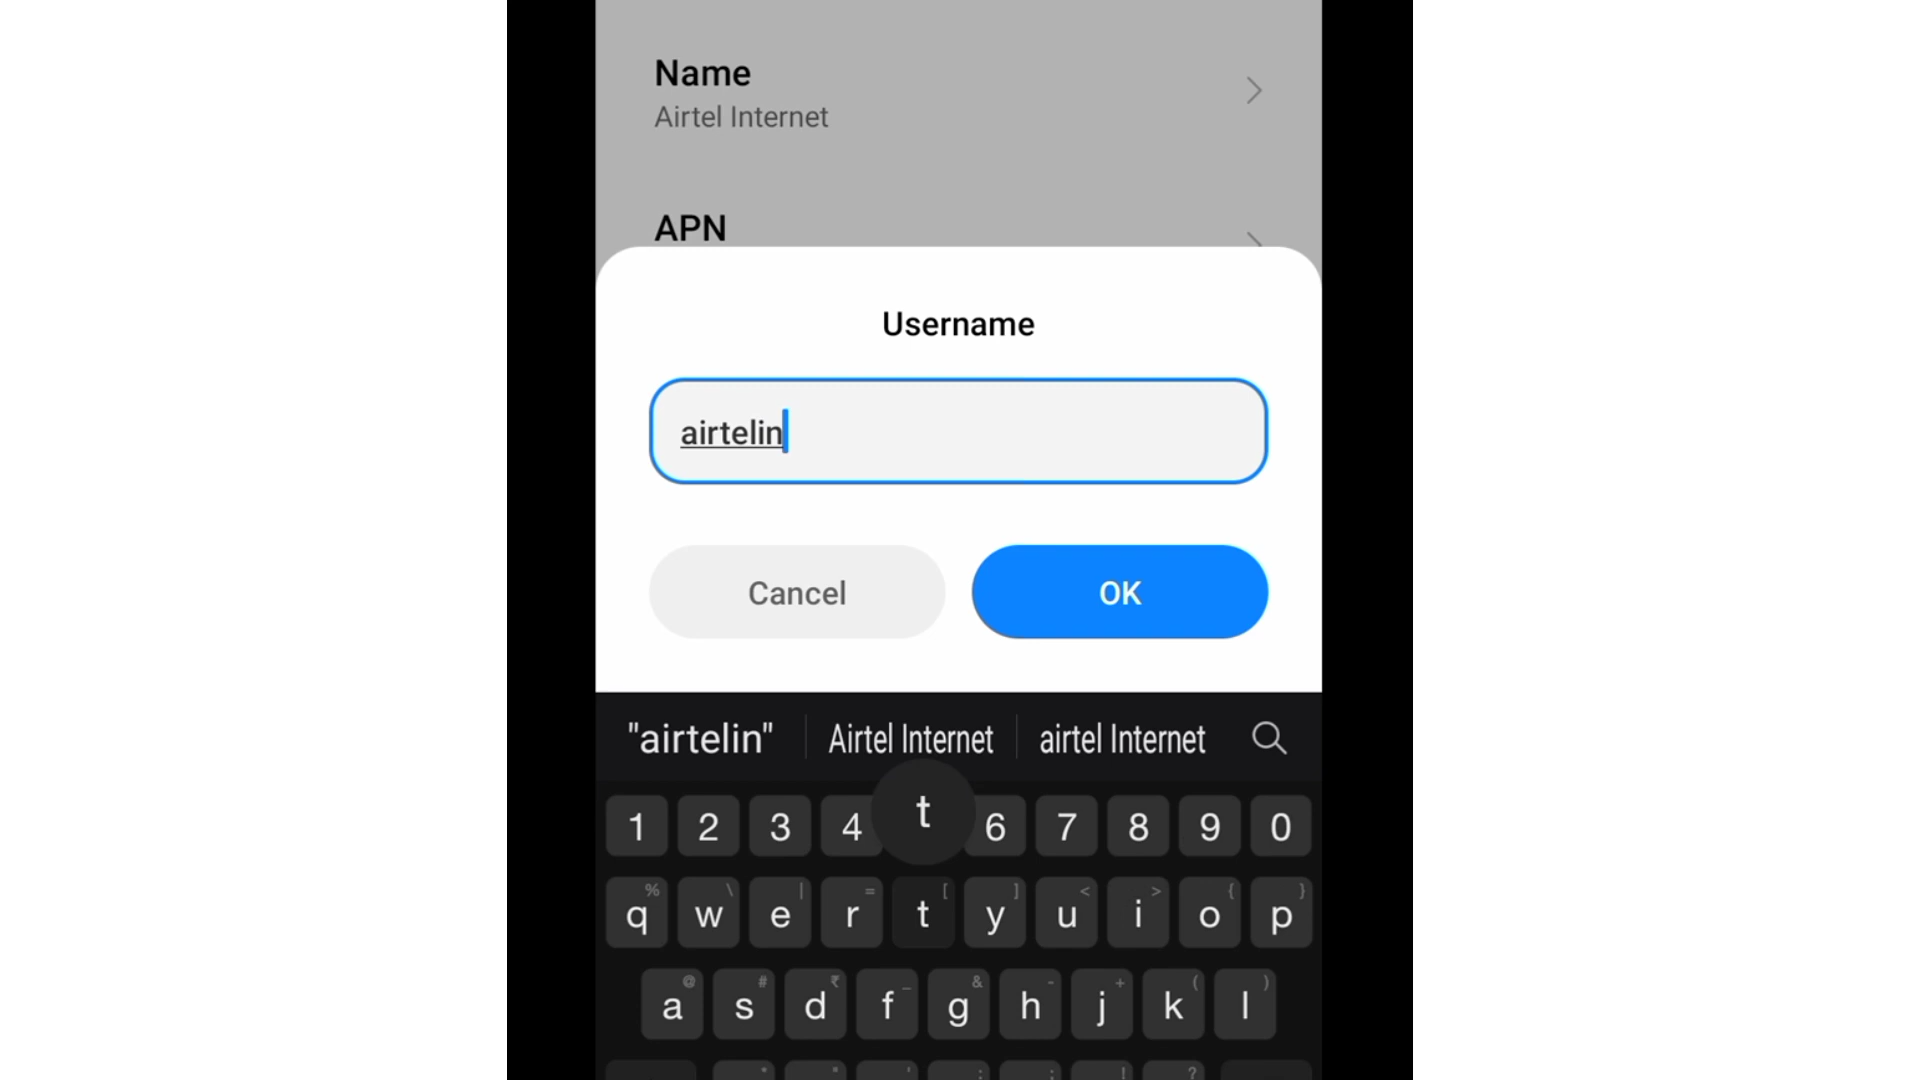 Name
Airtel Internet
APN
Username
airtelin
Cancel
OK
"airtelin" Airtel Internet airtel Internet
t
1 2 3 4 6 7 8 9 0
% \ | = [ ] < > { }
q w e r t y u i o p
@ # ₹ _ & - + ( )
a s d f g h j k l